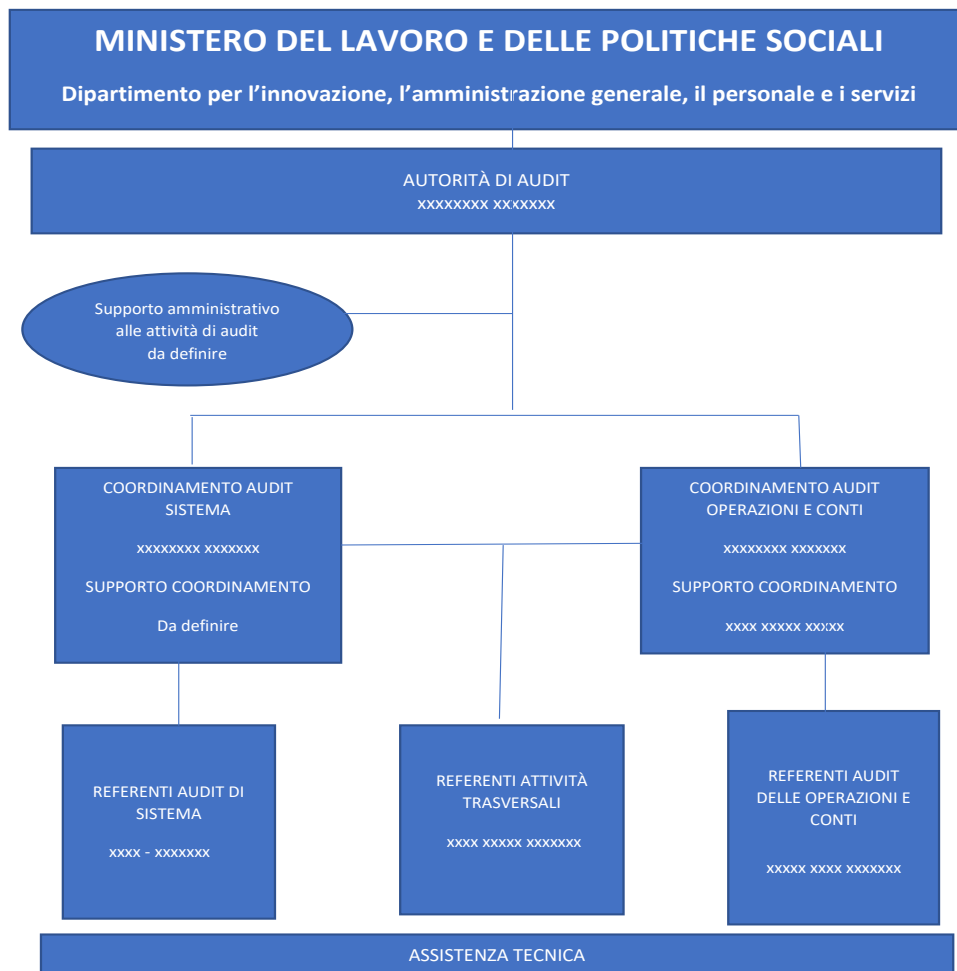 MINISTERO DEL LAVORO E DELLE POLITICHE SOCIALI
Dipartimento per l’innovazione, l’amministrazione generale, il personale e i servizi
AUTORITÀ DI AUDIT
xxxxxxxx xxxxxxx
Supporto amministrativo
alle attività di audit
da definire
COORDINAMENTO AUDIT
SISTEMA
xxxxxxxx xxxxxxx
SUPPORTO COORDINAMENTO
Da definire
COORDINAMENTO AUDIT
OPERAZIONI E CONTI
xxxxxxxx xxxxxxx
SUPPORTO COORDINAMENTO
xxxx xxxxx xxxxx
REFERENTI AUDIT DI
SISTEMA
xxxx - xxxxxxx
REFERENTI ATTIVITÀ
TRASVERSALI
xxxx xxxxx xxxxxxx
REFERENTI AUDIT
DELLE OPERAZIONI E
CONTI
xxxxx xxxx xxxxxxx
ASSISTENZA TECNICA